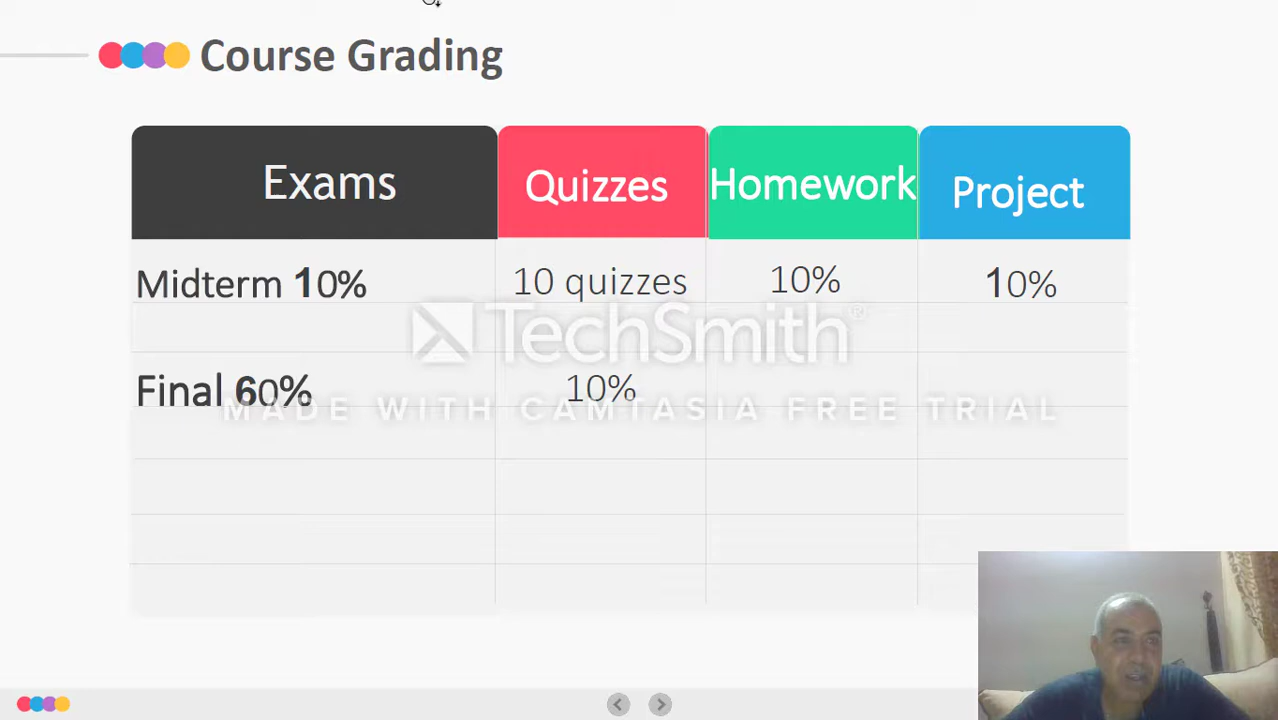 Course Grading
Exams Quizzes Homework Project
Midterm 10% 10 quizzes 10% 10%
TechSmith®
Final 60% 10%
MADE WITH CAMTASIA FREE TRIAL